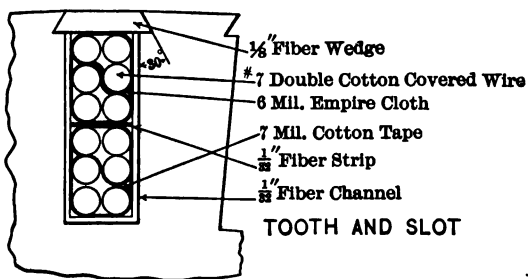 30°
⅛" Fiber Wedge
#7 Double Cotton Covered Wire
6 Mil. Empire Cloth
7 Mil. Cotton Tape
1/32" Fiber Strip
1/32" Fiber Channel
TOOTH AND SLOT